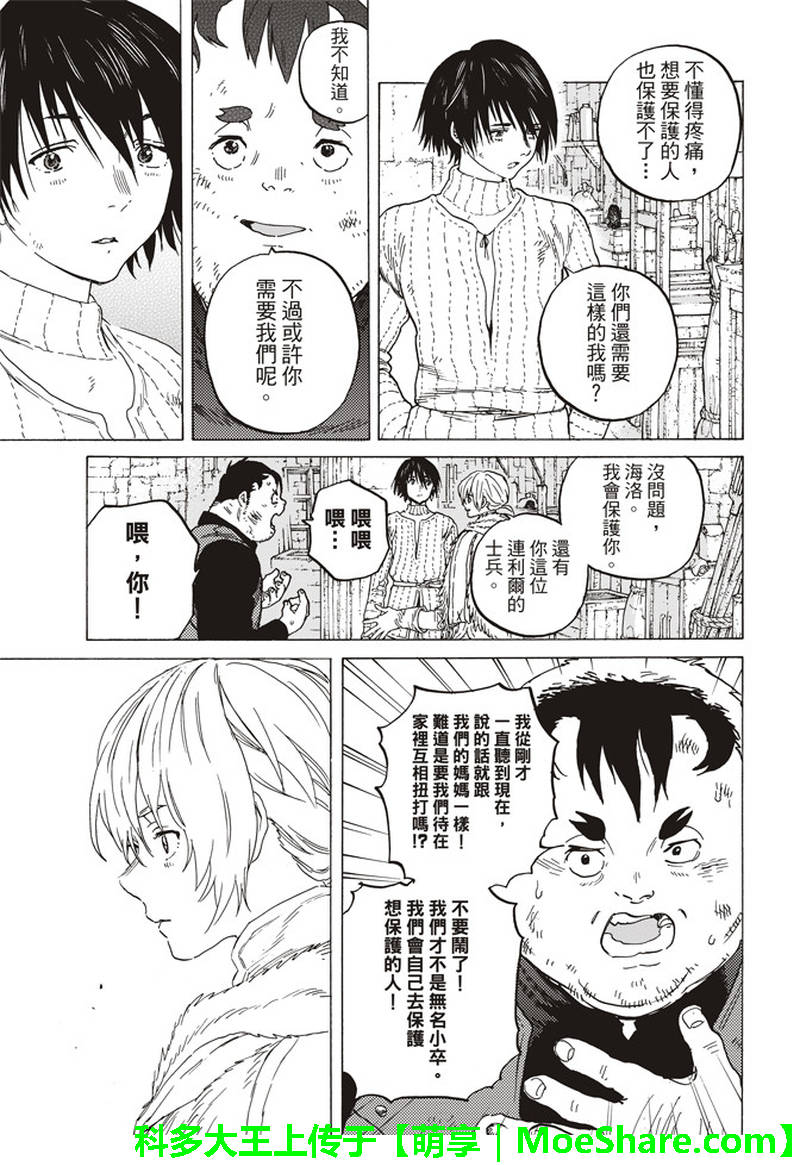 不懂得疼痛，
想要保護的人
也保護不了⋯
你們還需要
這樣的我嗎？
我不知道。
不過或許你
需要我們呢。
沒問題，
海洛。
我會保護你。
還有
你這位
連利爾的
士兵。
喂喂
喂⋯
喂，你！
我從剛才
一直聽到現在，
說的話就跟
我們的媽媽一樣！
難道是要我們待在
家裡互相扭打嗎!?
不要鬧了！
我們才不是無名小卒。
我們會自己去保護
想保護的人！
科多大王上传于【萌享｜MoeShare.com】